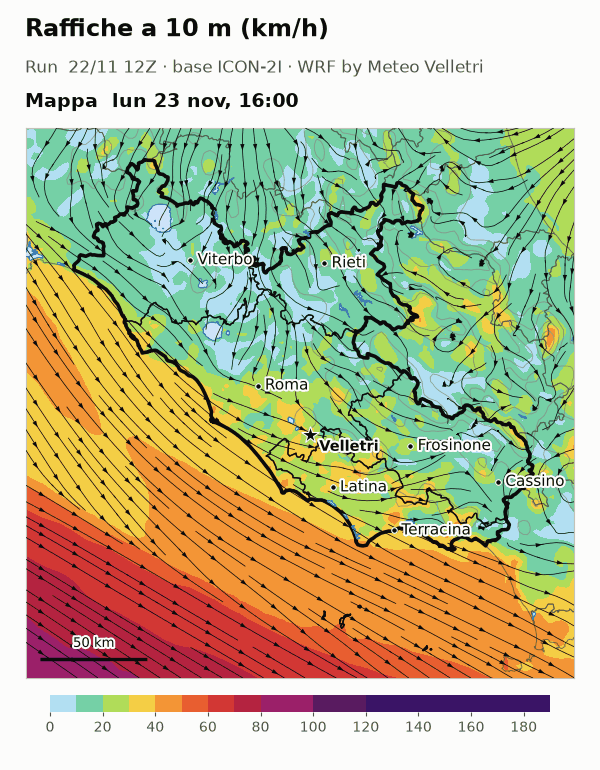 Raffiche a 10 m (km/h)
Run  22/11 12Z · base ICON-2I · WRF by Meteo Velletri
Mappa  lun 23 nov, 16:00
Viterbo
Rieti
Roma
Velletri
Frosinone
Cassino
Latina
Terracina
50 km
0 20 40 60 80 100 120 140 160 180